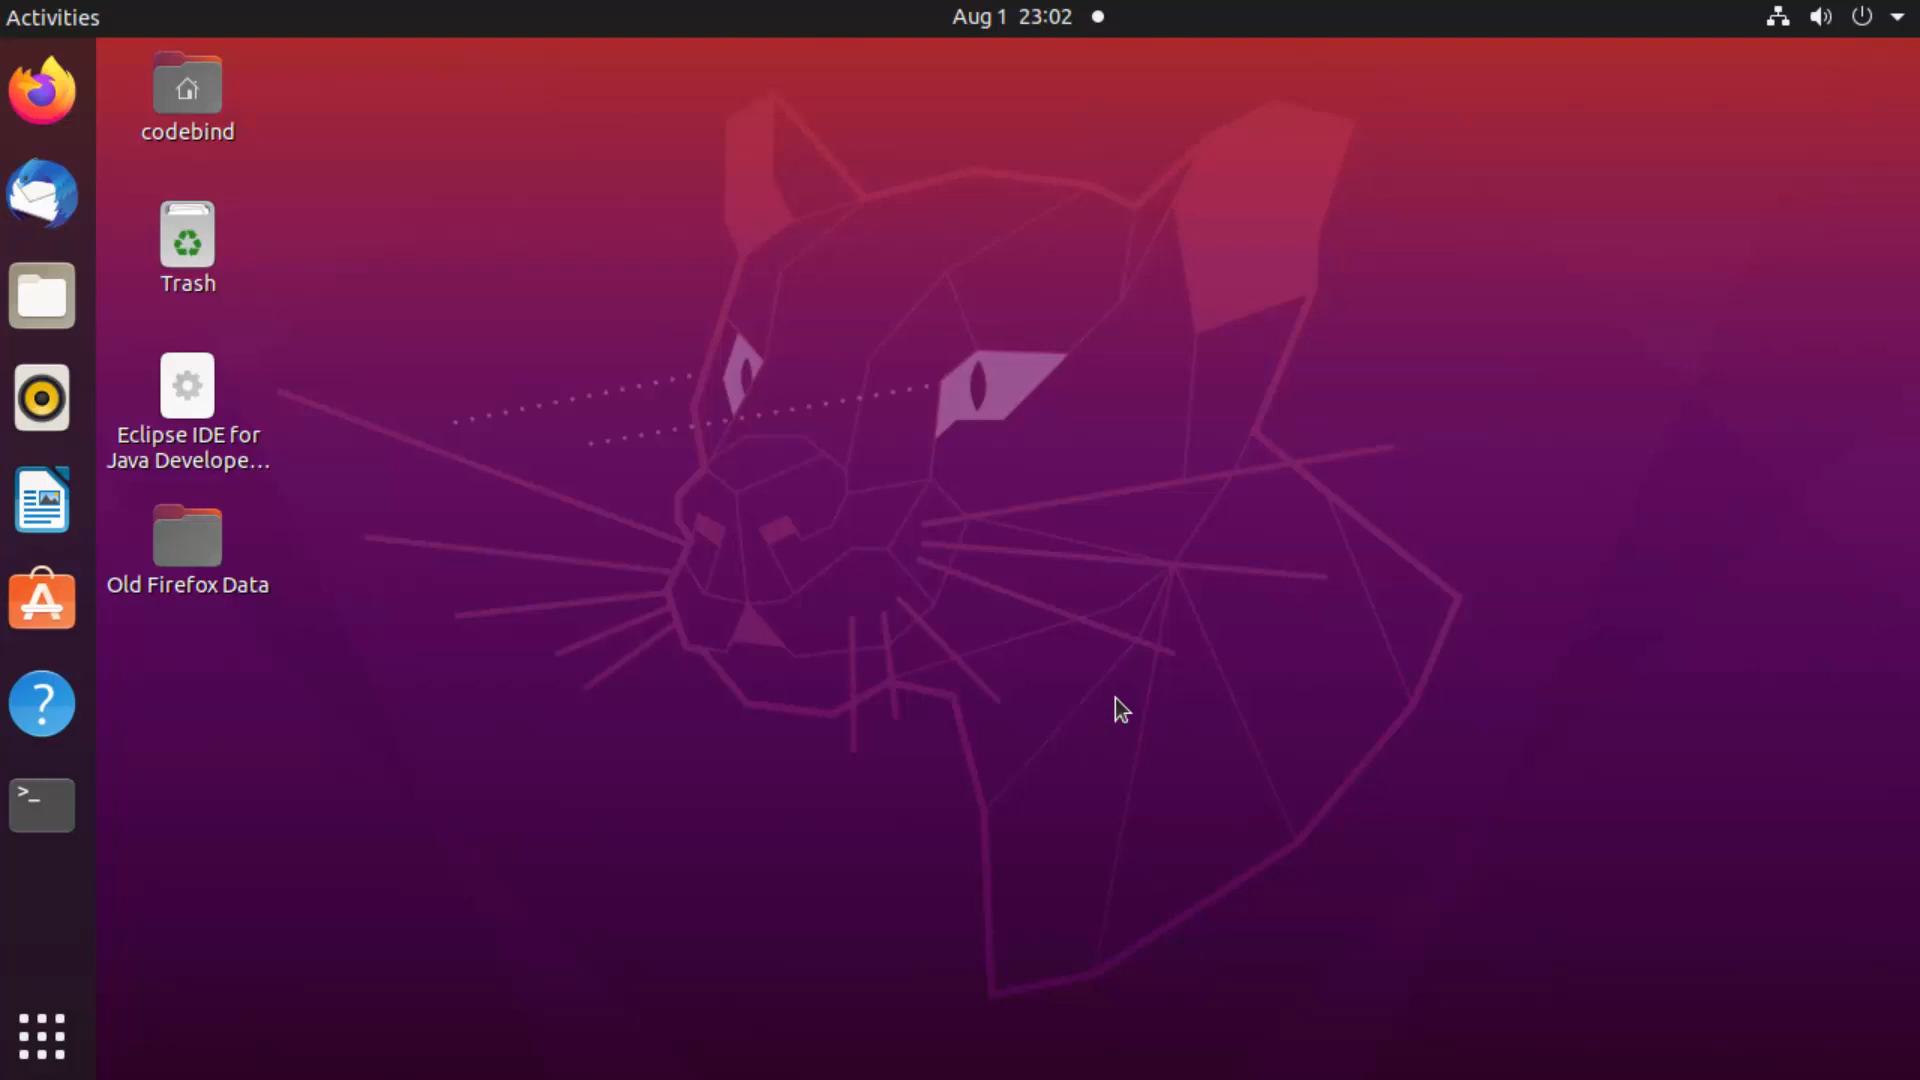 Activities
Aug 1 23:02
codebind
Trash
Eclipse IDE for
Java Develope...
Old Firefox Data
?
>_